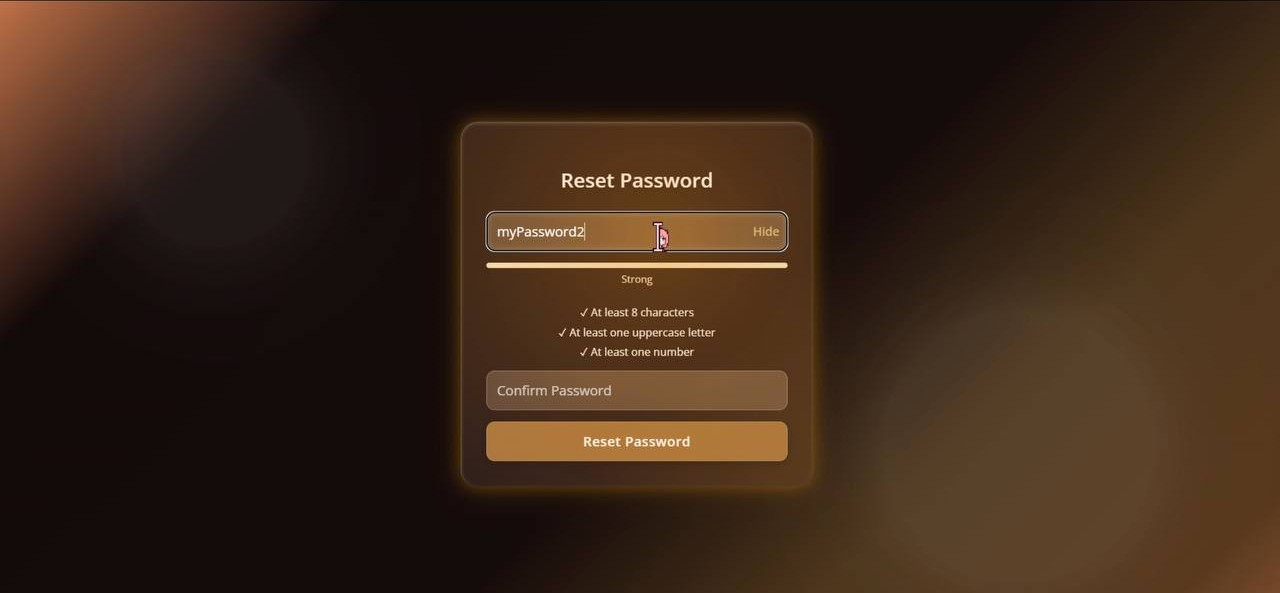 Reset Password
myPassword2 Hide
Strong
✓ At least 8 characters
✓ At least one uppercase letter
✓ At least one number
Confirm Password
Reset Password